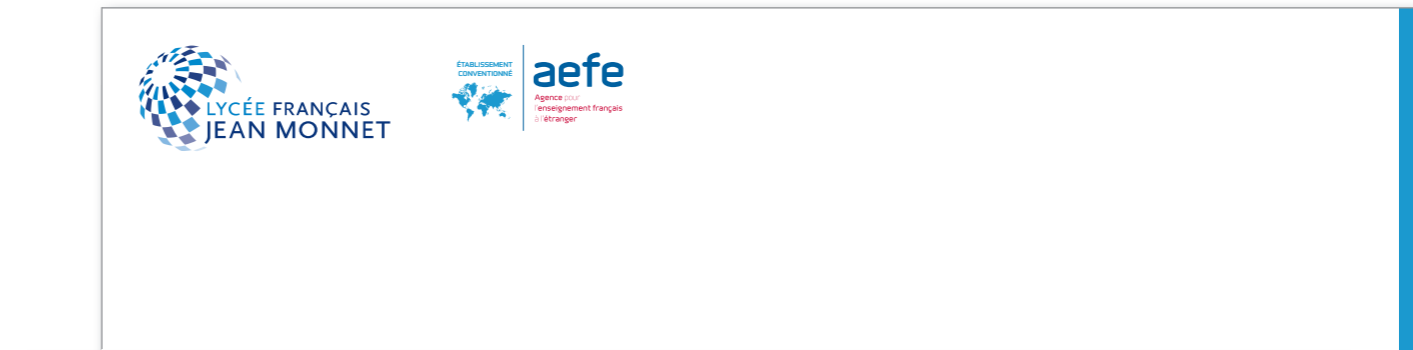 LYCÉE FRANÇAIS
JEAN MONNET
ÉTABLISSEMENT
CONVENTIONNÉ
aefe
Agence pour
l'enseignement français
à l'étranger